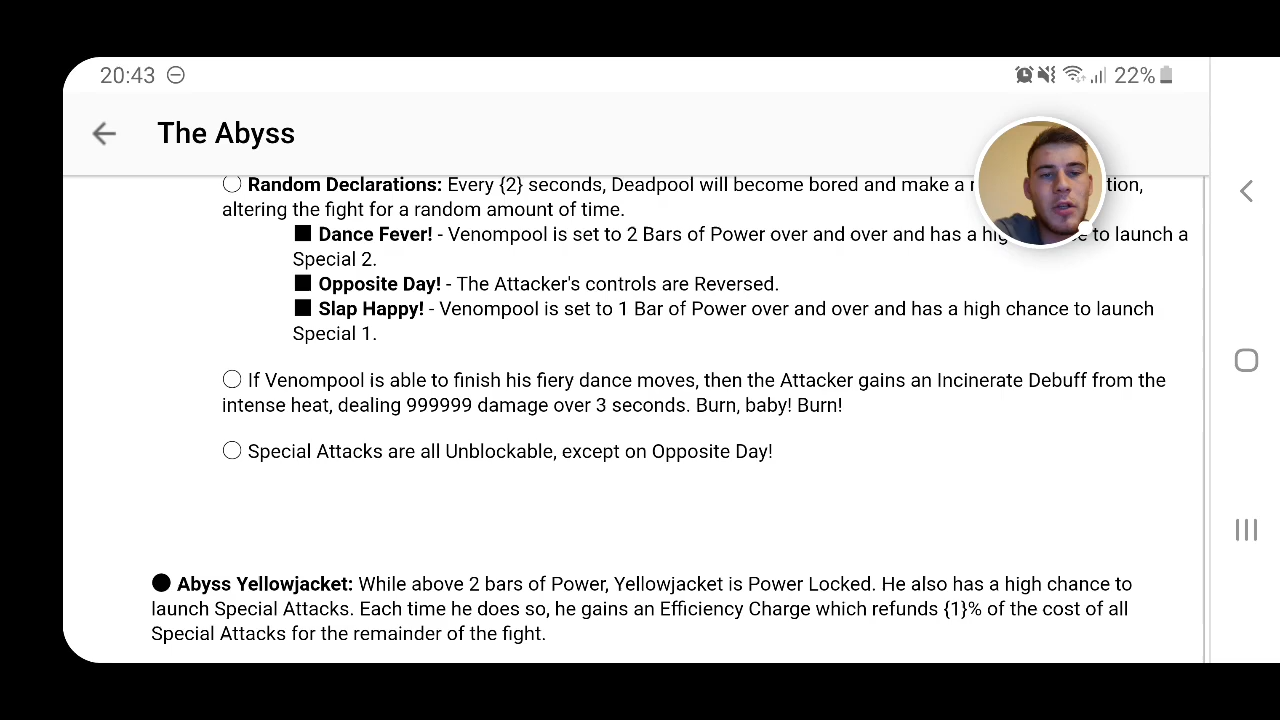 20:43 22%
The Abyss
Random Declarations: Every {2} seconds, Deadpool will become bored and make a tion,
altering the fight for a random amount of time.
Dance Fever! - Venompool is set to 2 Bars of Power over and over and has a to launch a
Special 2.
Opposite Day! - The Attacker's controls are Reversed.
Slap Happy! - Venompool is set to 1 Bar of Power over and over and has a high chance to launch
Special 1.
If Venompool is able to finish his fiery dance moves, then the Attacker gains an Incinerate Debuff from the
intense heat, dealing 999999 damage over 3 seconds. Burn, baby! Burn!
Special Attacks are all Unblockable, except on Opposite Day!
Abyss Yellowjacket: While above 2 bars of Power, Yellowjacket is Power Locked. He also has a high chance to
launch Special Attacks. Each time he does so, he gains an Efficiency Charge which refunds {1}% of the cost of all
Special Attacks for the remainder of the fight.